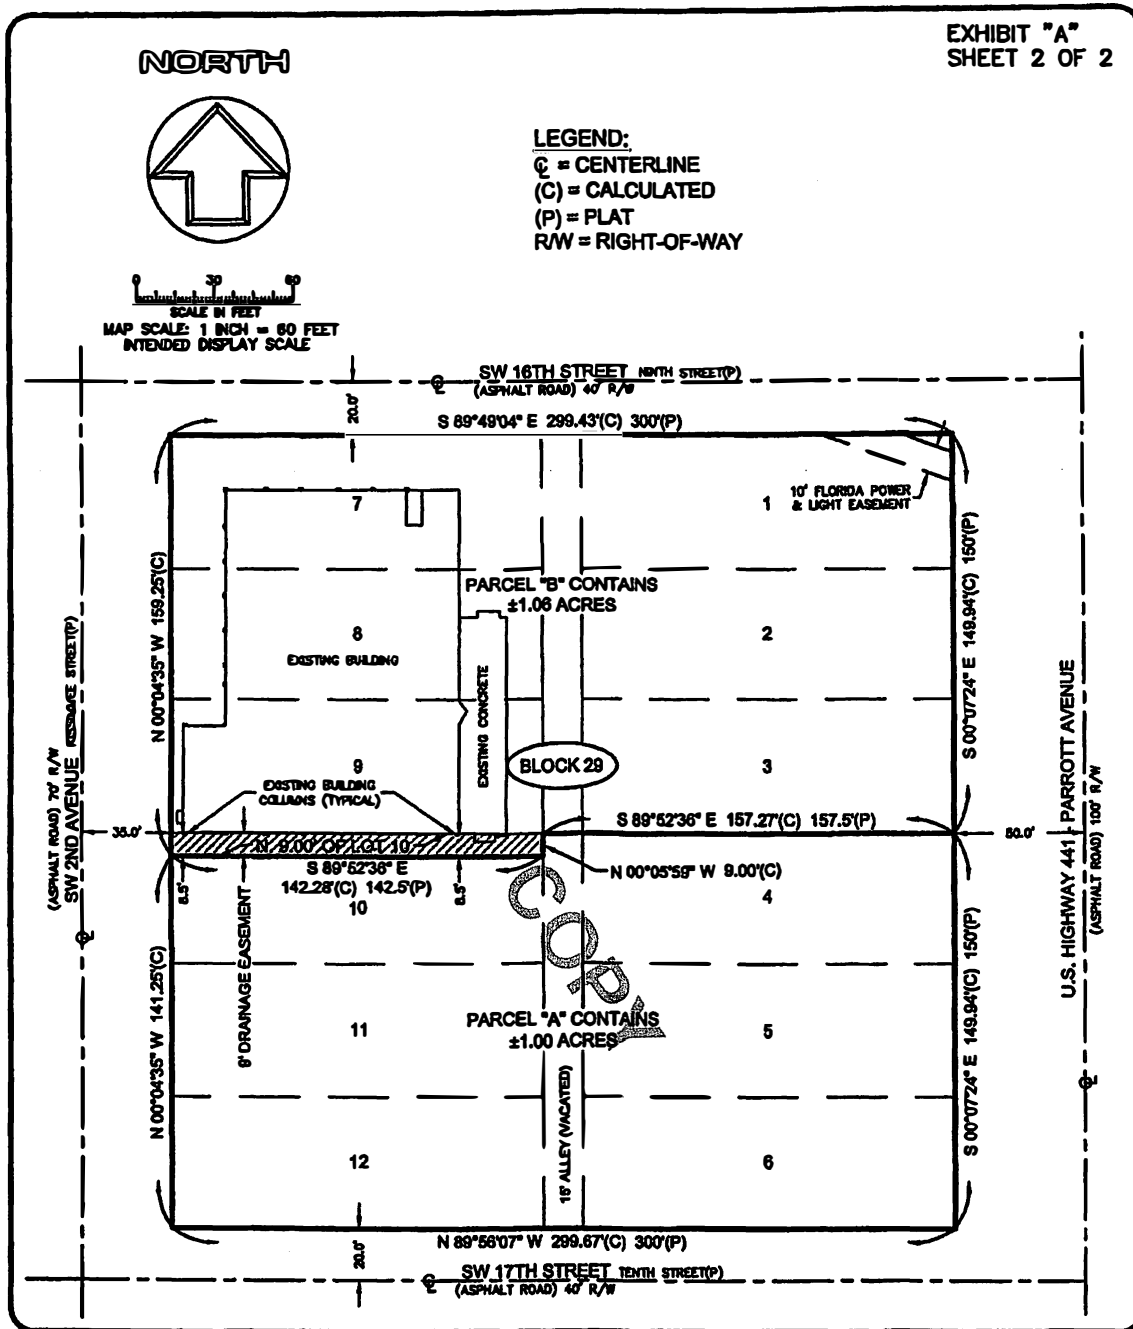 EXHIBIT "A"
SHEET 2 OF 2
NORTH
LEGEND:
℄ = CENTERLINE
(C) = CALCULATED
(P) = PLAT
R/W = RIGHT-OF-WAY
0 30 60
SCALE IN FEET
MAP SCALE: 1 INCH = 60 FEET
INTENDED DISPLAY SCALE
SW 16TH STREET NINTH STREET(P)
℄
(ASPHALT ROAD) 40' R/W
20.0'
S 89°49'04" E 299.43'(C) 300'(P)
7
1
10' FLORIDA POWER
& LIGHT EASEMENT
N 00°04'35" W 159.25'(C)
S 00°07'24" E 149.94'(C) 150'(P)
PARCEL "B" CONTAINS
±1.06 ACRES
8
2
EXISTING BUILDING
EXISTING CONCRETE
9
BLOCK 29
3
EXISTING BUILDING
COLUMNS (TYPICAL)
SW 2ND AVENUE
(ASPHALT ROAD) 70' R/W
℄
U.S. HIGHWAY 441 - PARROTT AVENUE
(ASPHALT ROAD) 100' R/W
℄
35.0'
S 89°52'36" E 157.27'(C) 157.5'(P)
50.0'
N 9.00' OF LOT 10
S 89°52'36" E
142.28'(C) 142.5'(P)
N 00°05'59" W 9.00'(C)
8.5'
8.5'
10
4
9' DRAINAGE EASEMENT
COPY
N 00°04'35" W 141.25'(C)
S 00°07'24" E 149.94'(C) 150'(P)
PARCEL "A" CONTAINS
±1.00 ACRES
11
5
15' ALLEY (VACATED)
12
6
N 89°56'07" W 299.67'(C) 300'(P)
20.0'
SW 17TH STREET TENTH STREET(P)
℄
(ASPHALT ROAD) 40' R/W